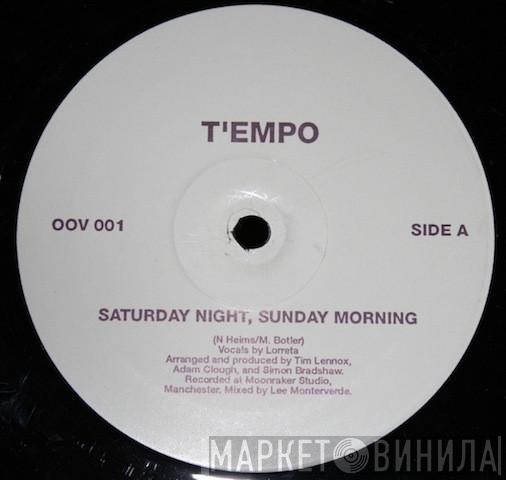 T'EMPO
OOV 001
SIDE A
SATURDAY NIGHT, SUNDAY MORNING
(N Heims/M. Botler)
Vocals by Lorreta
Arranged and produced by Tim Lennox,
Adam Clough, and Simon Bradshaw.
Recorded at Moonraker Studio,
Manchester. Mixed by Lee Monterverde.
МАРКЕТ ВИНИЛА